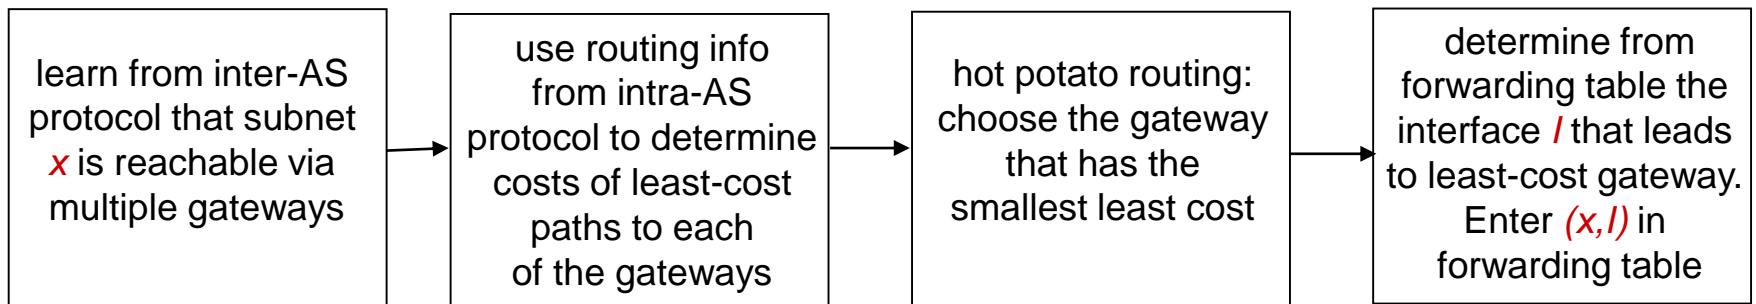 learn from inter-AS
protocol that subnet
x is reachable via
multiple gateways
use routing info
from intra-AS
protocol to determine
costs of least-cost
paths to each
of the gateways
hot potato routing:
choose the gateway
that has the
smallest least cost
determine from
forwarding table the
interface I that leads
to least-cost gateway.
Enter (x,I) in
forwarding table